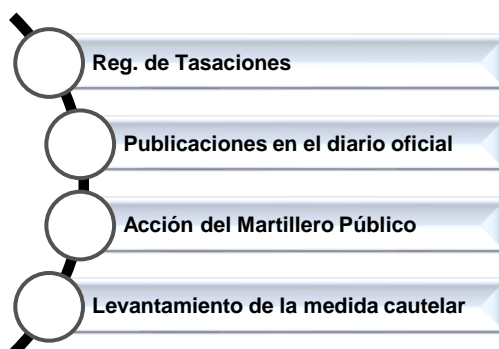 Reg. de Tasaciones
Publicaciones en el diario oficial
Acción del Martillero Público
Levantamiento de la medida cautelar